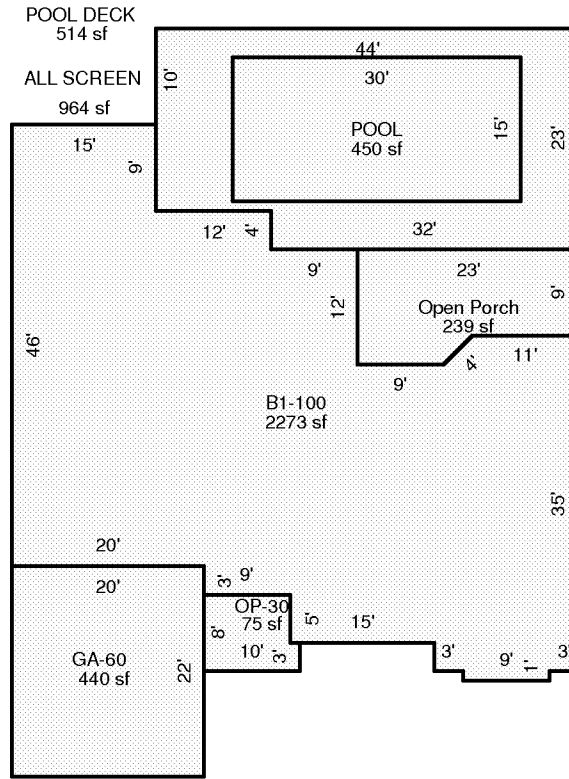 POOL DECK
514 sf
44'
10'
30'
ALL SCREEN
964 sf
POOL
450 sf
15'
23'
15'
9'
12'
4'
32'
9'
23'
12'
9'
Open Porch
239 sf
46'
11'
4'
9'
B1-100
2273 sf
35'
20'
20'
3'
9'
OP-30
75 sf
5'
15'
8'
GA-60
440 sf
22'
10'
3'
3'
9'
1'
3'